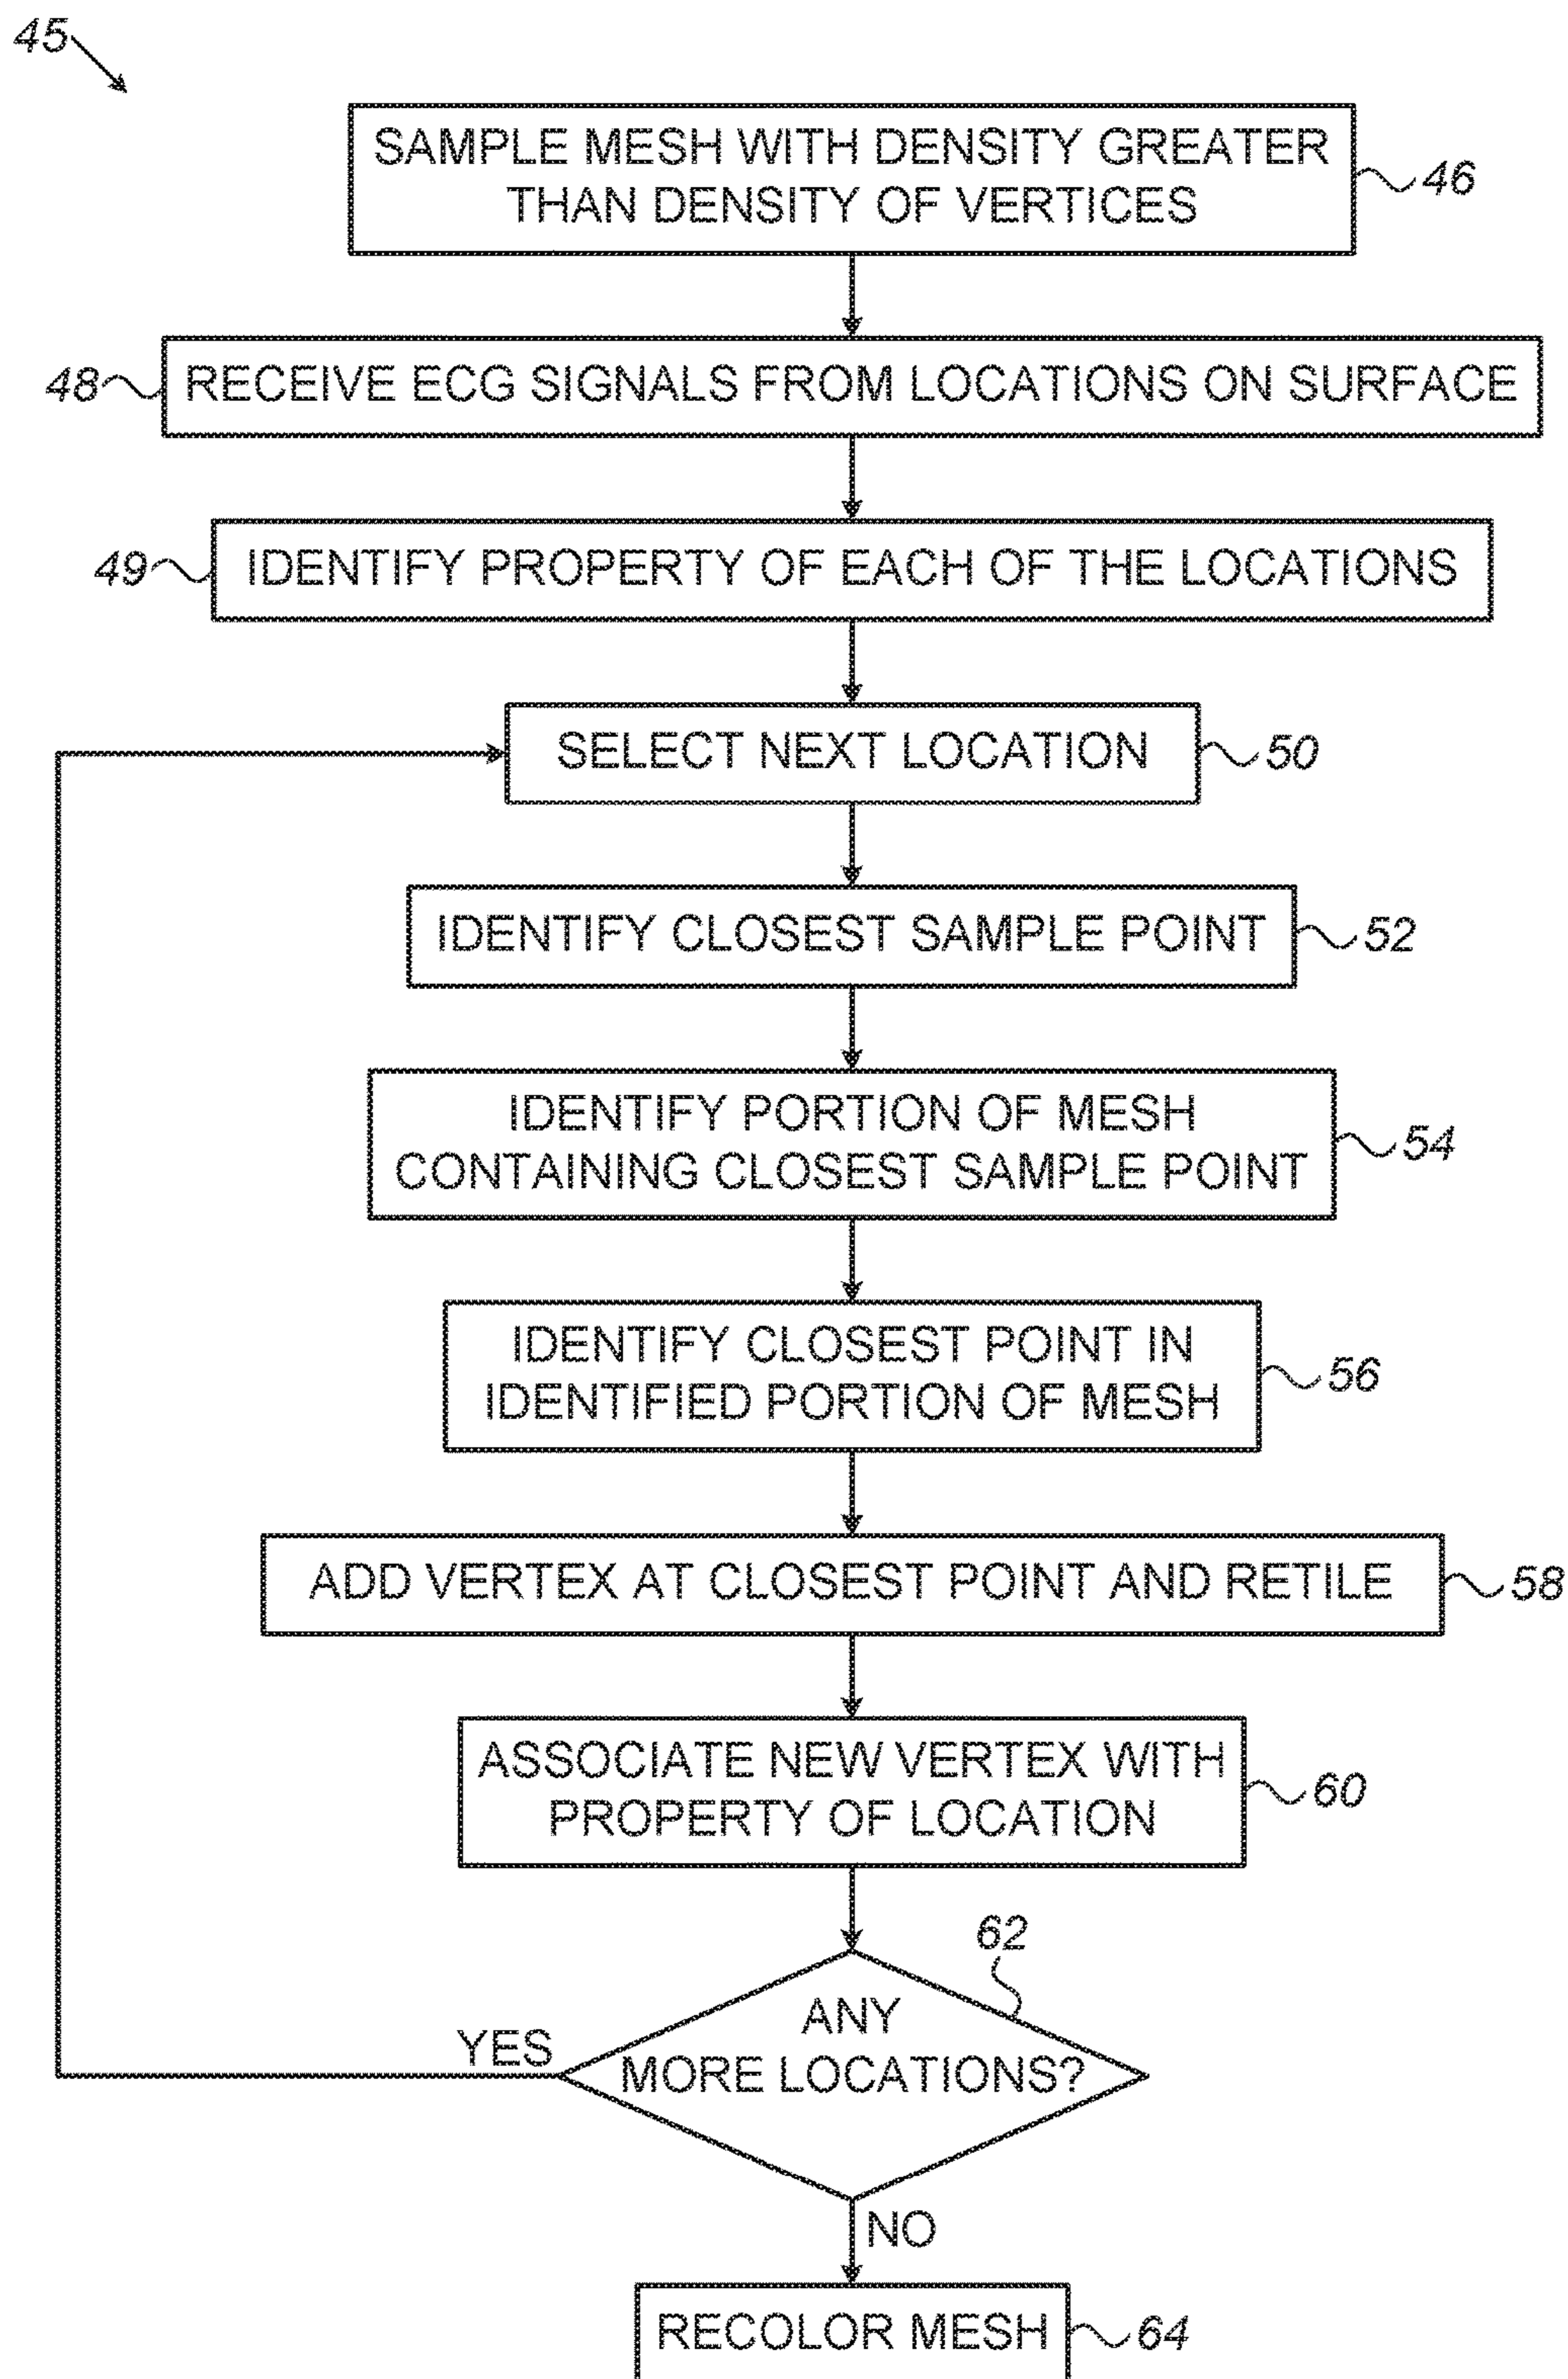 45
SAMPLE MESH WITH DENSITY GREATER
THAN DENSITY OF VERTICES
46
48
RECEIVE ECG SIGNALS FROM LOCATIONS ON SURFACE
49
IDENTIFY PROPERTY OF EACH OF THE LOCATIONS
SELECT NEXT LOCATION
50
IDENTIFY CLOSEST SAMPLE POINT
52
IDENTIFY PORTION OF MESH
CONTAINING CLOSEST SAMPLE POINT
54
IDENTIFY CLOSEST POINT IN
IDENTIFIED PORTION OF MESH
56
ADD VERTEX AT CLOSEST POINT AND RETILE
58
ASSOCIATE NEW VERTEX WITH
PROPERTY OF LOCATION
60
62
ANY
MORE LOCATIONS?
YES
NO
RECOLOR MESH
64